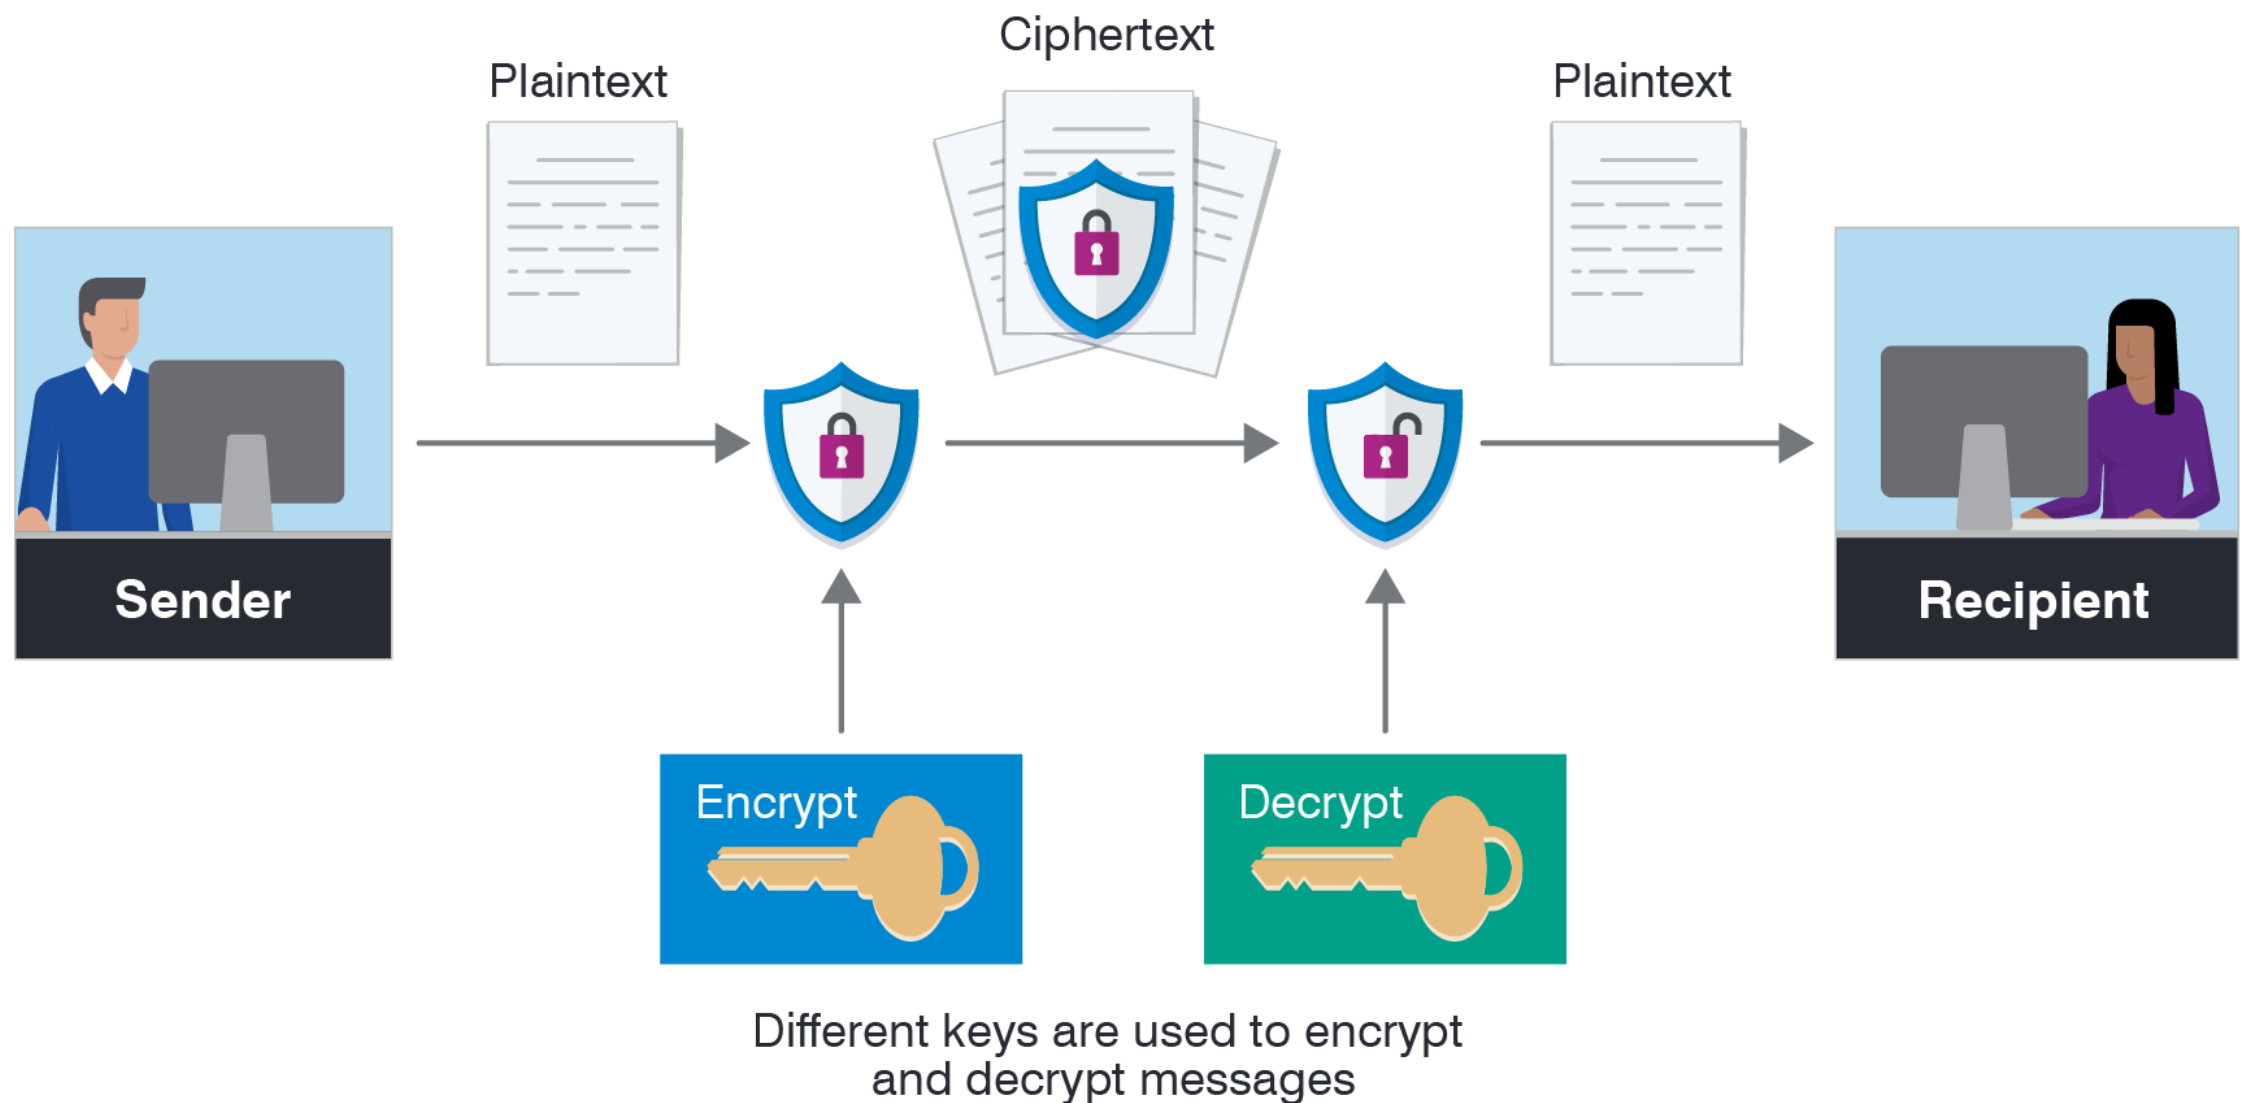 Ciphertext
Plaintext
Plaintext
Sender
Recipient
Encrypt
Decrypt
Different keys are used to encrypt
and decrypt messages